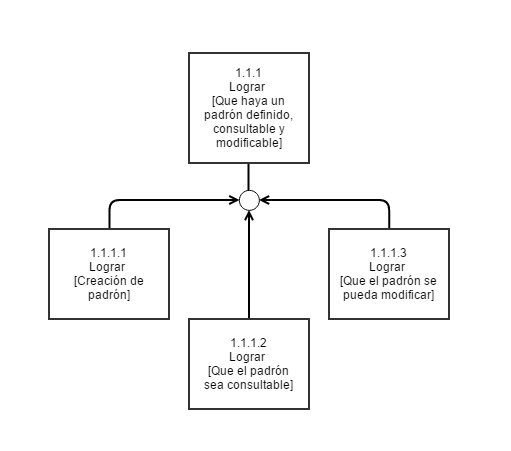 1.1.1
Lograr
[Que haya un
padrón definido,
consultable y
modificable]
1.1.1.1
Lograr
[Creación de
padrón]
1.1.1.3
Lograr
[Que el padrón se
pueda modificar]
1.1.1.2
Lograr
[Que el padrón
sea consultable]